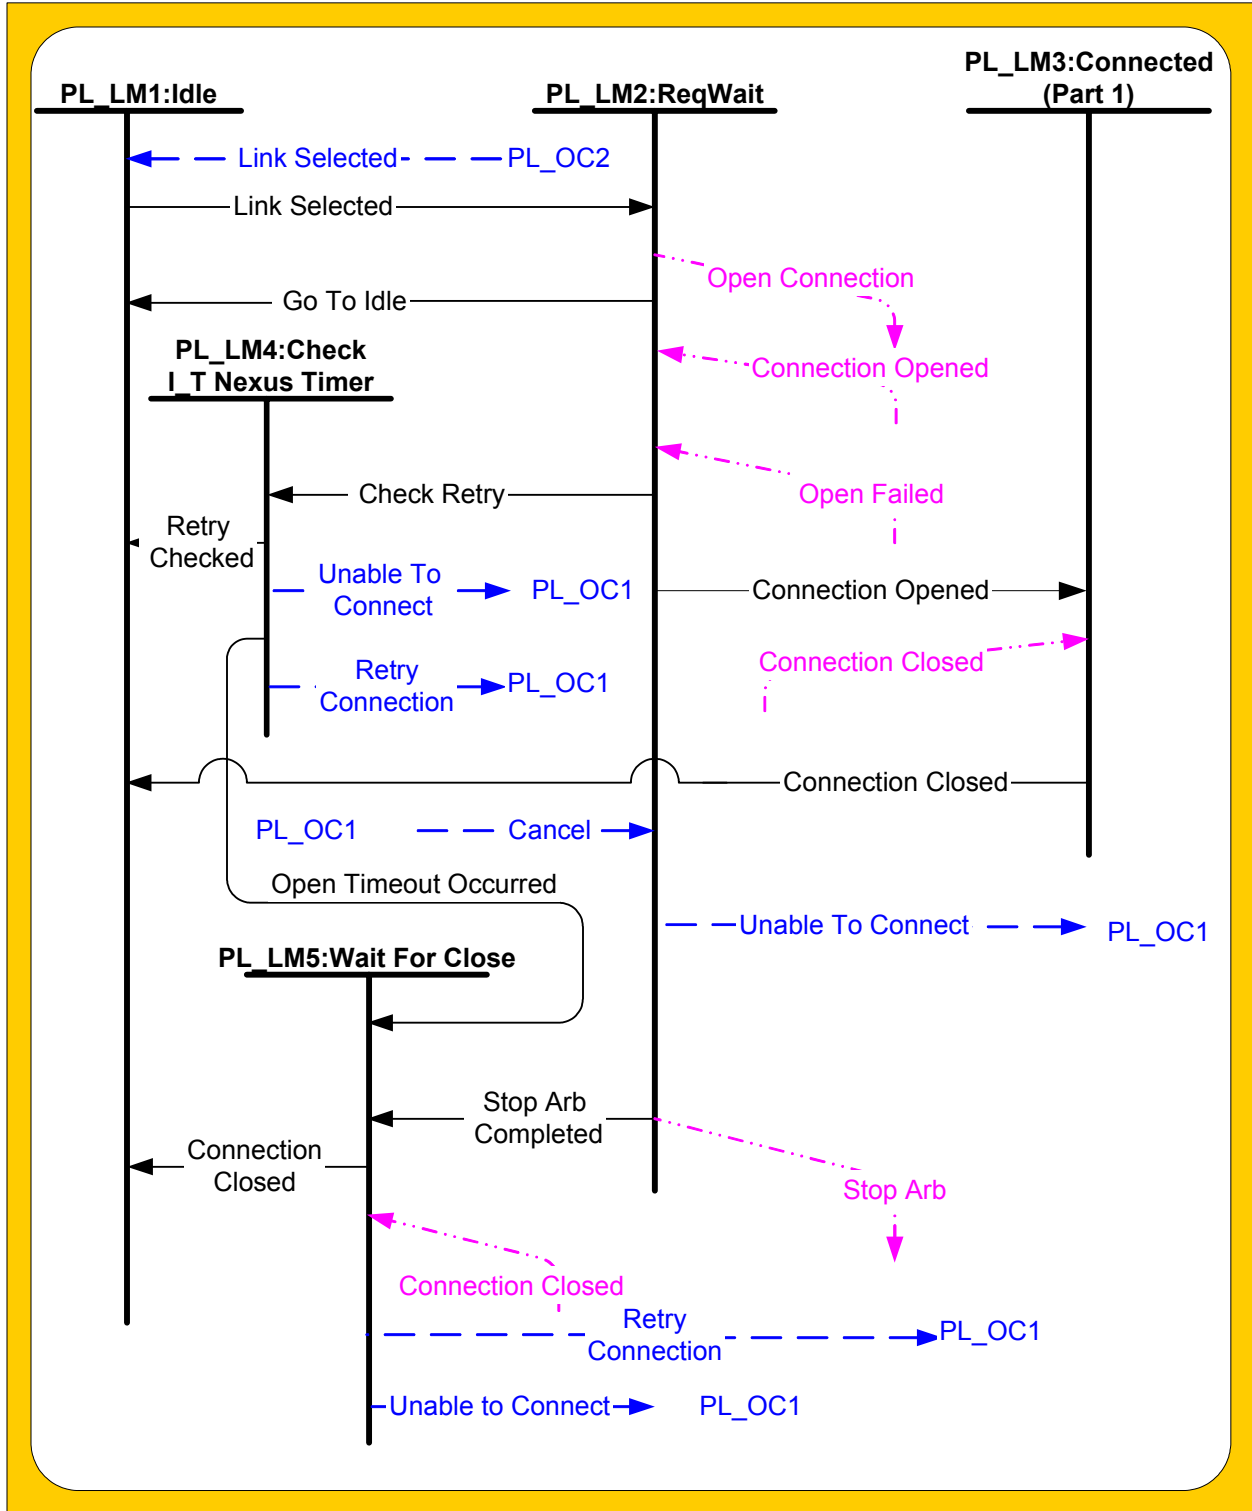 PL_LM3:Connected
(Part 1)
PL_LM1:Idle
PL_LM2:ReqWait
Link Selected
PL_OC2
Link Selected
Open Connection
Go To Idle
PL_LM4:Check
I_T Nexus Timer
Connection Opened
Check Retry
Open Failed
Retry
Checked
Unable To
Connect
PL_OC1
Connection Opened
Connection Closed
Retry
Connection
PL_OC1
Connection Closed
PL_OC1
Cancel
Open Timeout Occurred
Unable To Connect
PL_OC1
PL_LM5:Wait For Close
Stop Arb
Completed
Connection
Closed
Stop Arb
Connection Closed
Retry
Connection
PL_OC1
Unable to Connect
PL_OC1